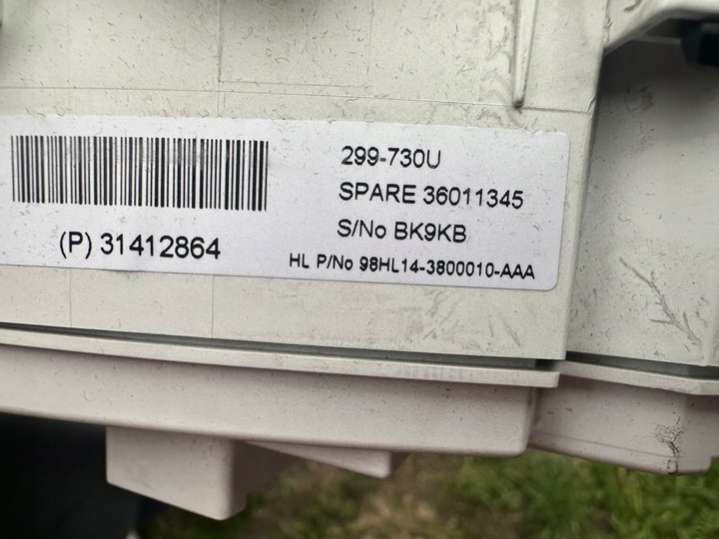 299-730U
SPARE 36011345
S/No BK9KB
(P) 31412864
HL P/No 98HL14-3800010-AAA